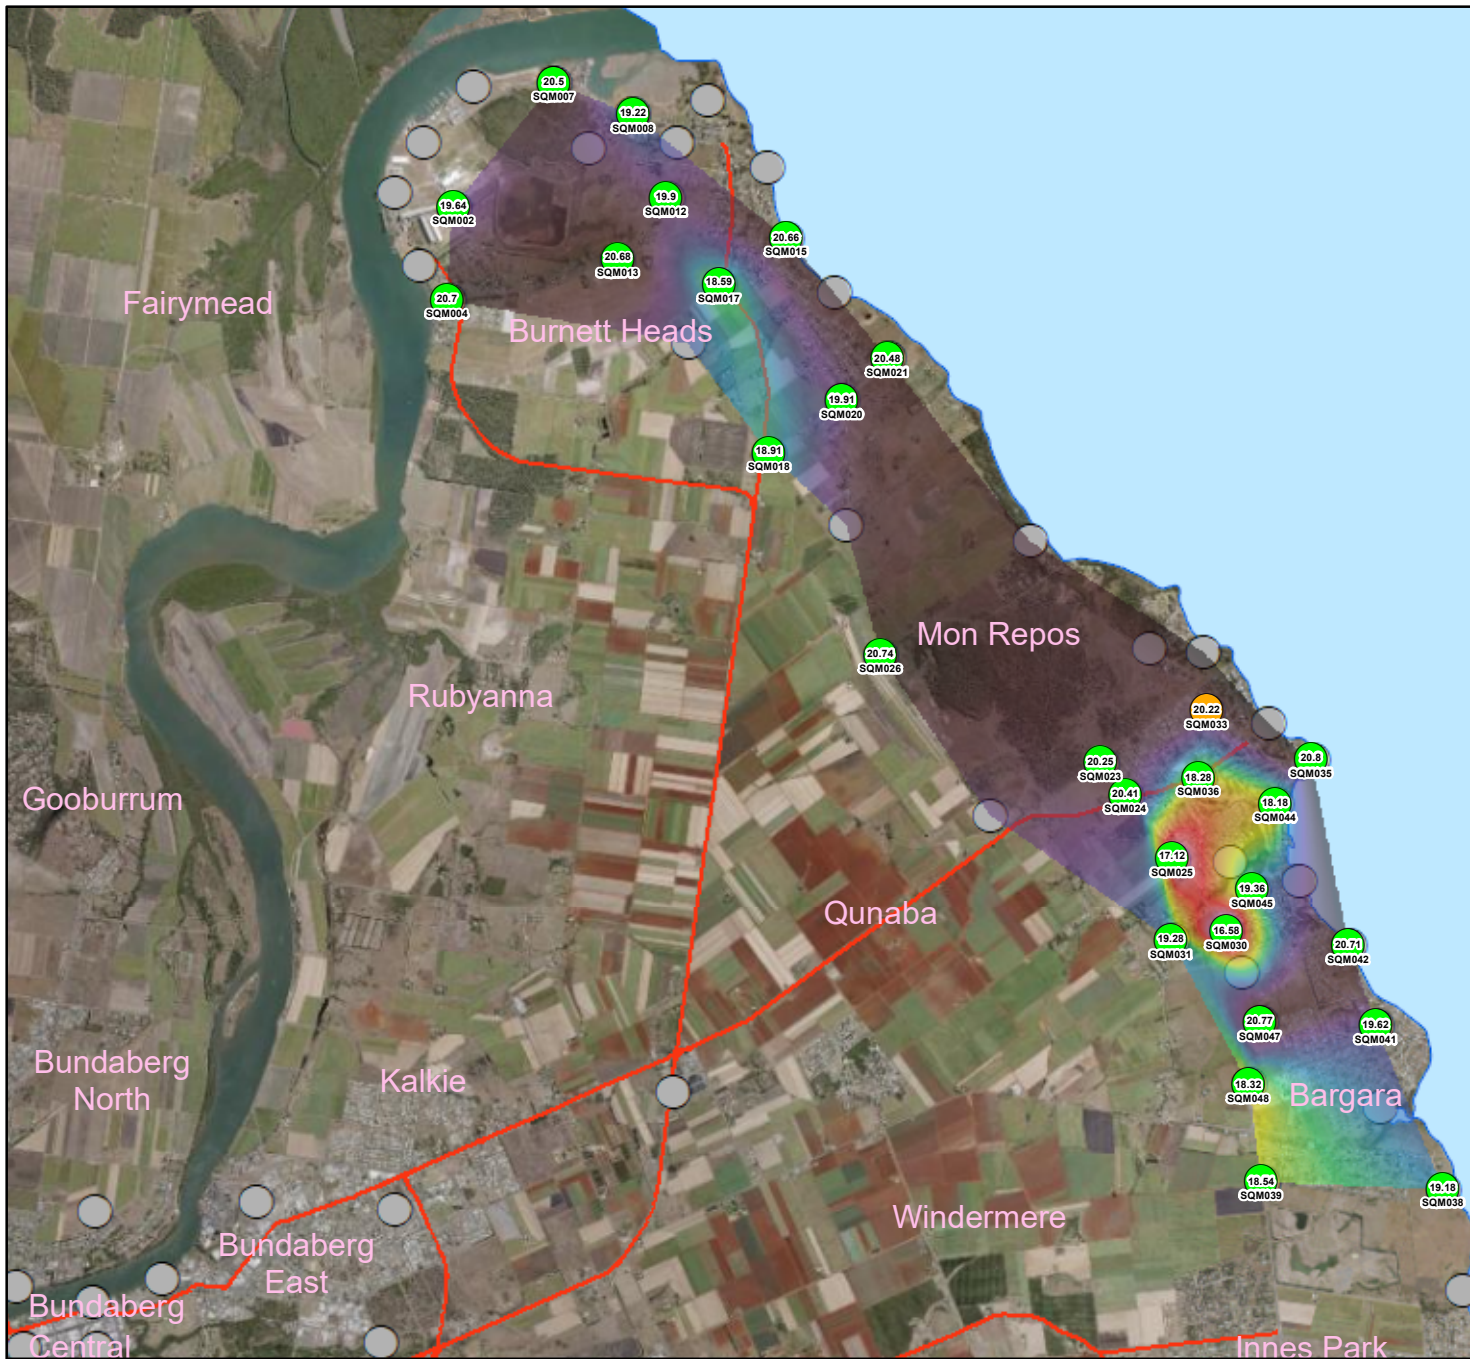 20.5
SQM007
19.22
SQM008
19.64
SQM002
19.9
SQM012
20.66
SQM015
20.68
SQM013
18.59
SQM017
20.7
SQM004
Fairymead
Burnett Heads
20.48
SQM021
19.91
SQM020
18.91
SQM018
Mon Repos
20.74
SQM026
Rubyanna
20.22
SQM033
20.25
SQM023
20.8
SQM035
18.28
SQM036
20.41
SQM024
18.18
SQM044
Gooburrum
17.12
SQM025
19.36
SQM045
Qunaba
16.58
SQM030
19.28
SQM031
20.71
SQM042
20.77
SQM047
19.62
SQM041
Bundaberg
North
Kalkie
18.32
SQM048
Bargara
18.54
SQM039
19.18
SQM038
Windermere
Bundaberg
East
Bundaberg
Central
Innes Park